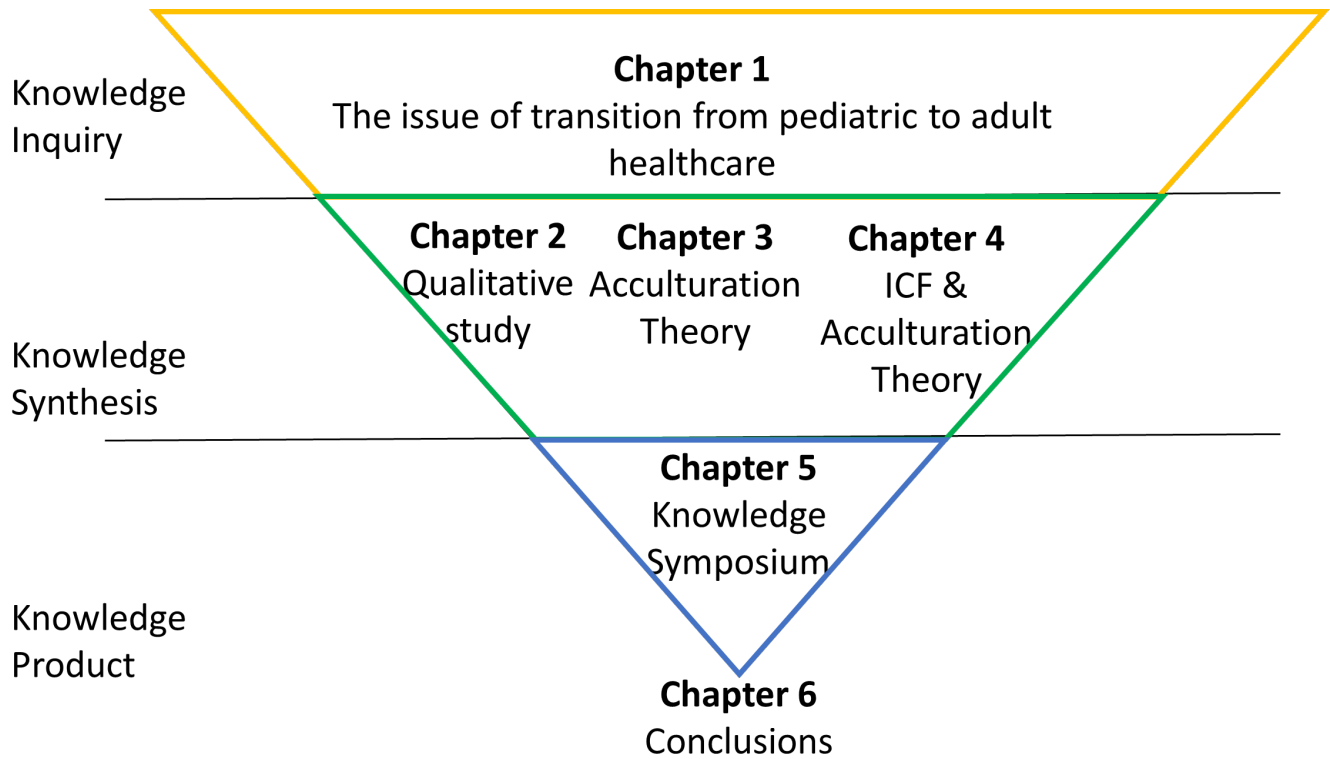 Knowledge
Inquiry
Chapter 1
The issue of transition from pediatric to adult
healthcare
Knowledge
Synthesis
Chapter 2
Qualitative
study
Chapter 3
Acculturation
Theory
Chapter 4
ICF &
Acculturation
Theory
Knowledge
Product
Chapter 5
Knowledge
Symposium
Chapter 6
Conclusions